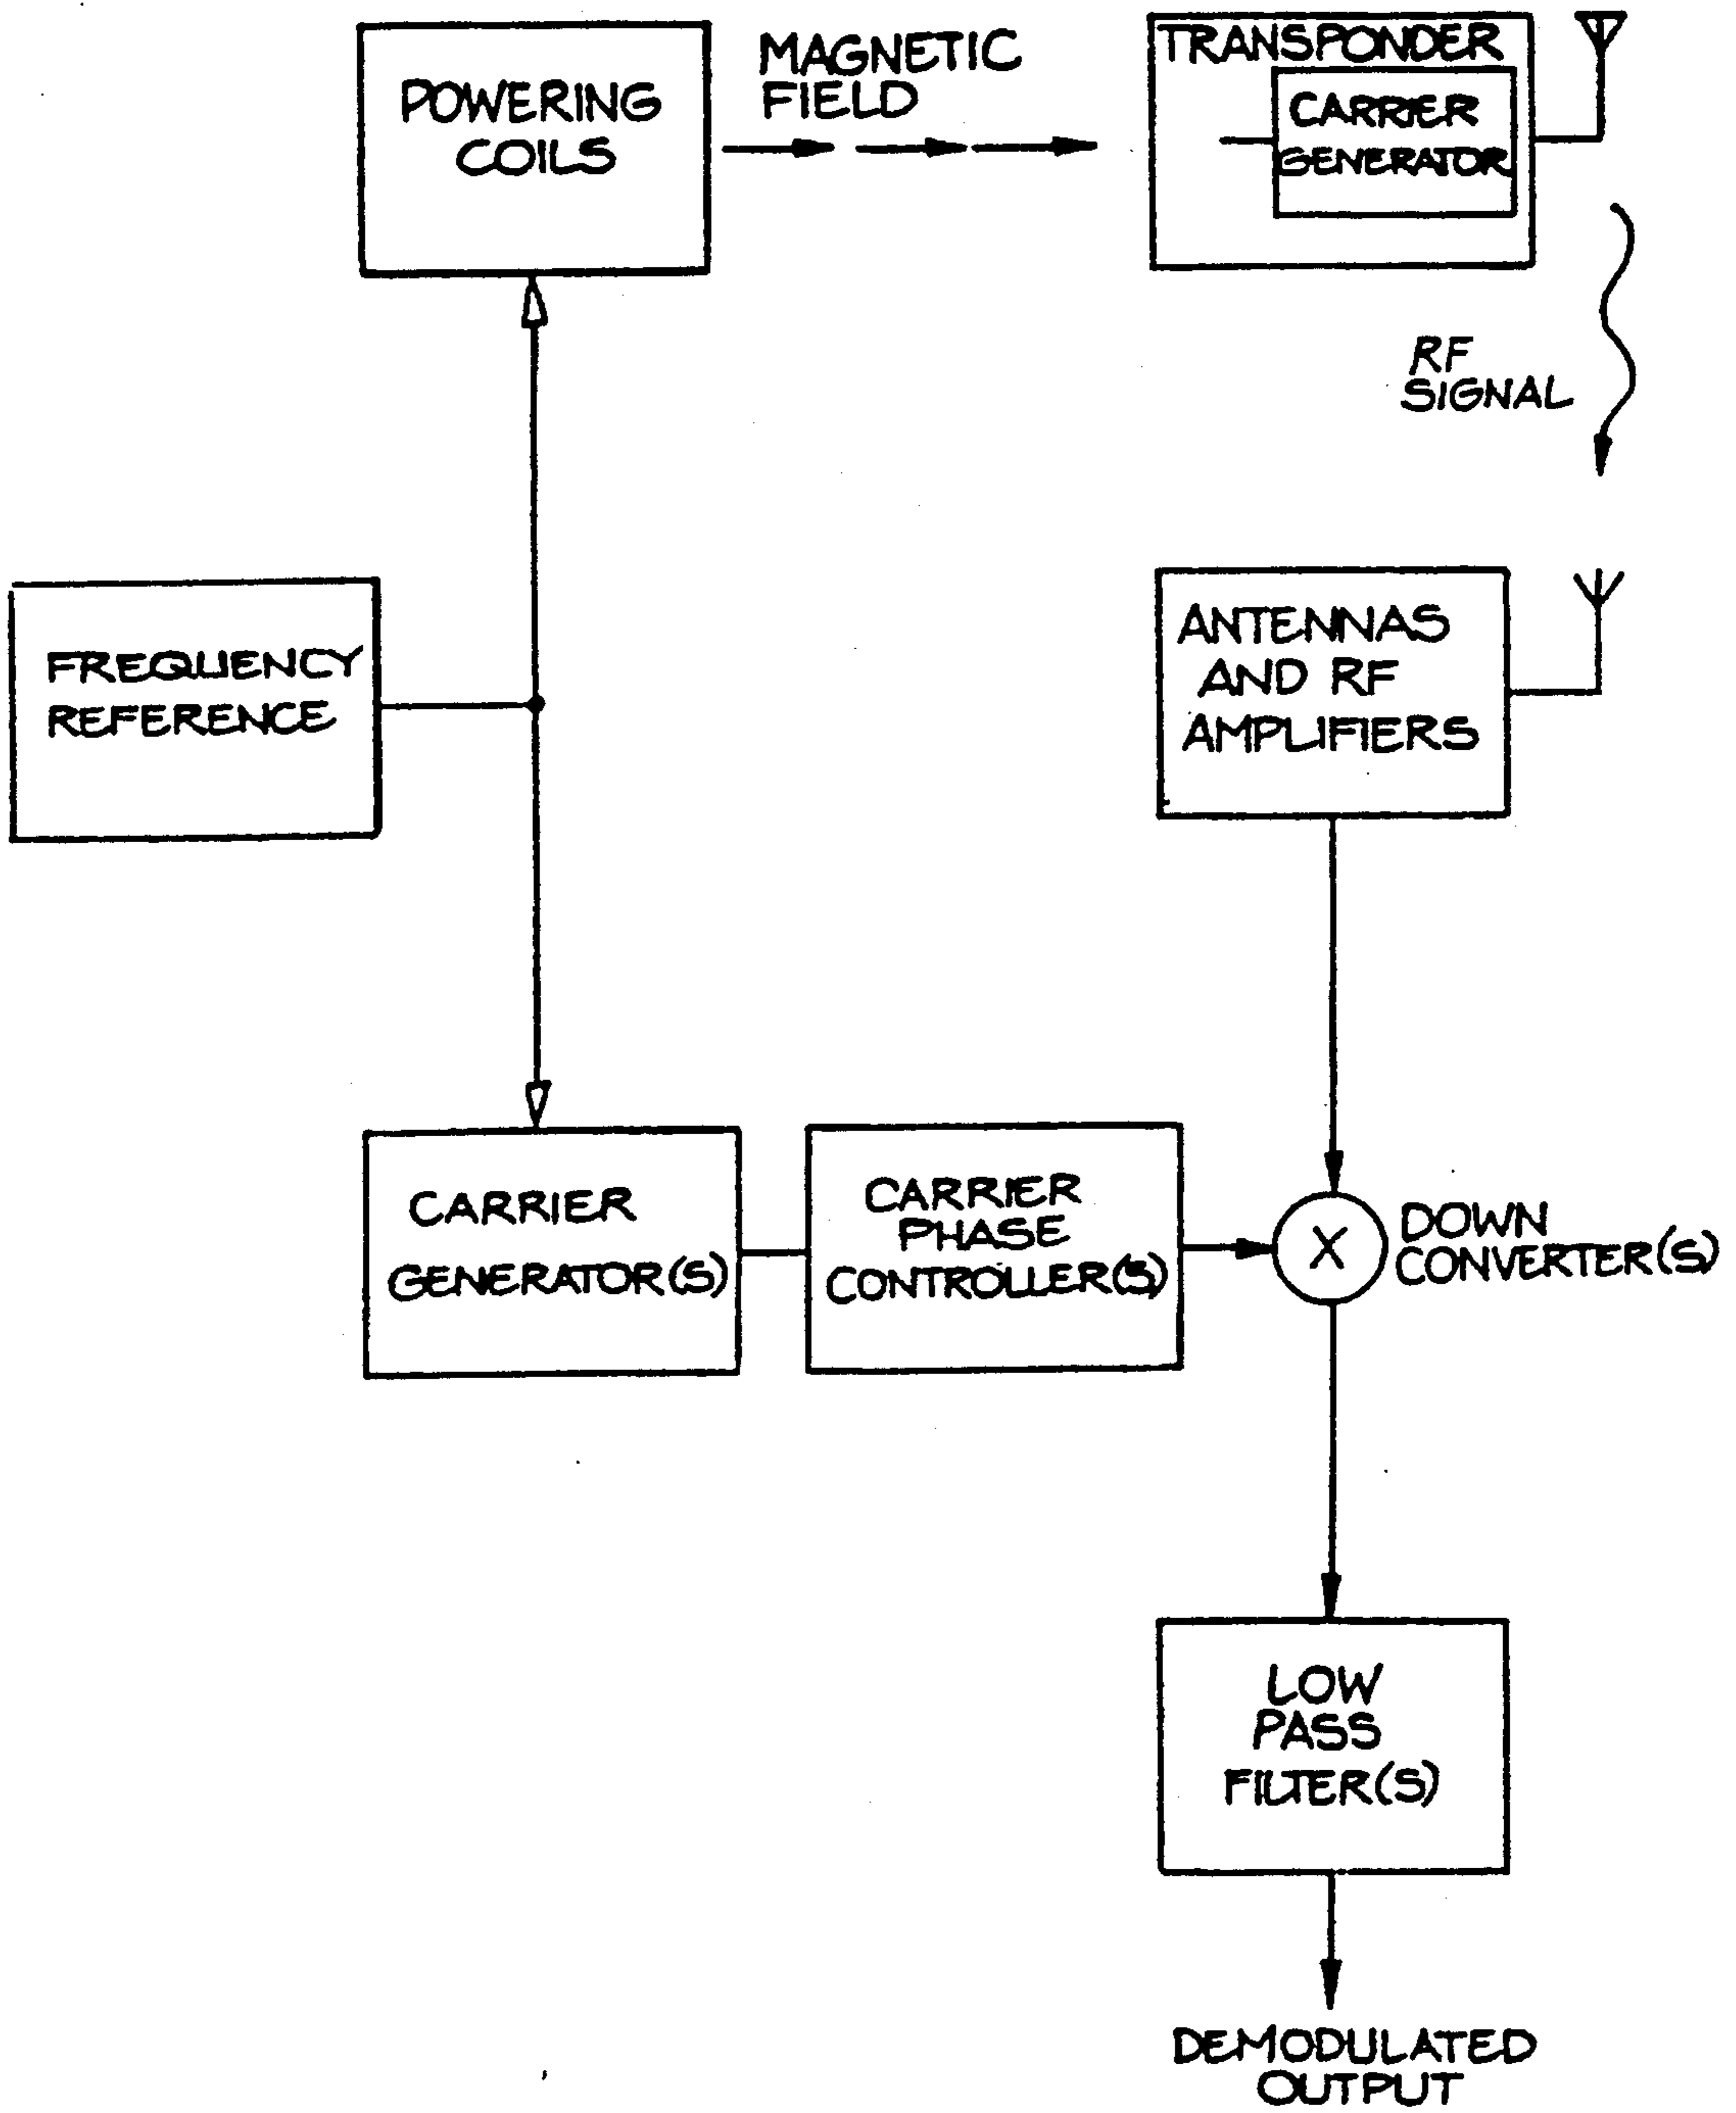 POWERING
COILS
MAGNETIC
FIELD
TRANSPONDER
CARRIER
GENERATOR
RF
SIGNAL
FREQUENCY
REFERENCE
ANTENNAS
AND RF
AMPLIFIERS
CARRIER
GENERATOR(S)
CARRIER
PHASE
CONTROLLER(S)
X
DOWN
CONVERTER(S)
LOW
PASS
FILTER(S)
DEMODULATED
OUTPUT